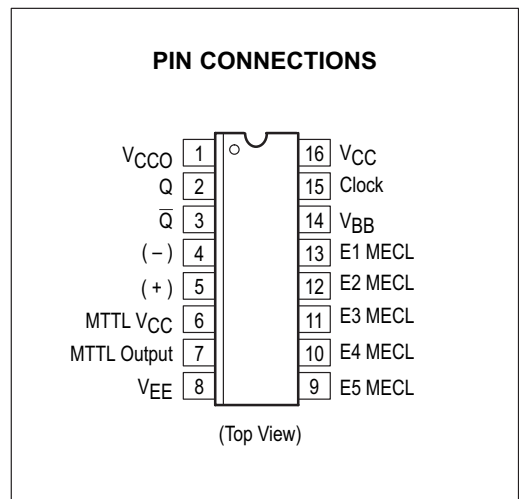 PIN CONNECTIONS
VCCO 1 16 VCC
Q 2 15 Clock
Q̅ 3 14 VBB
( – ) 4 13 E1 MECL
( + ) 5 12 E2 MECL
MTTL VCC 6 11 E3 MECL
MTTL Output 7 10 E4 MECL
VEE 8 9 E5 MECL
(Top View)